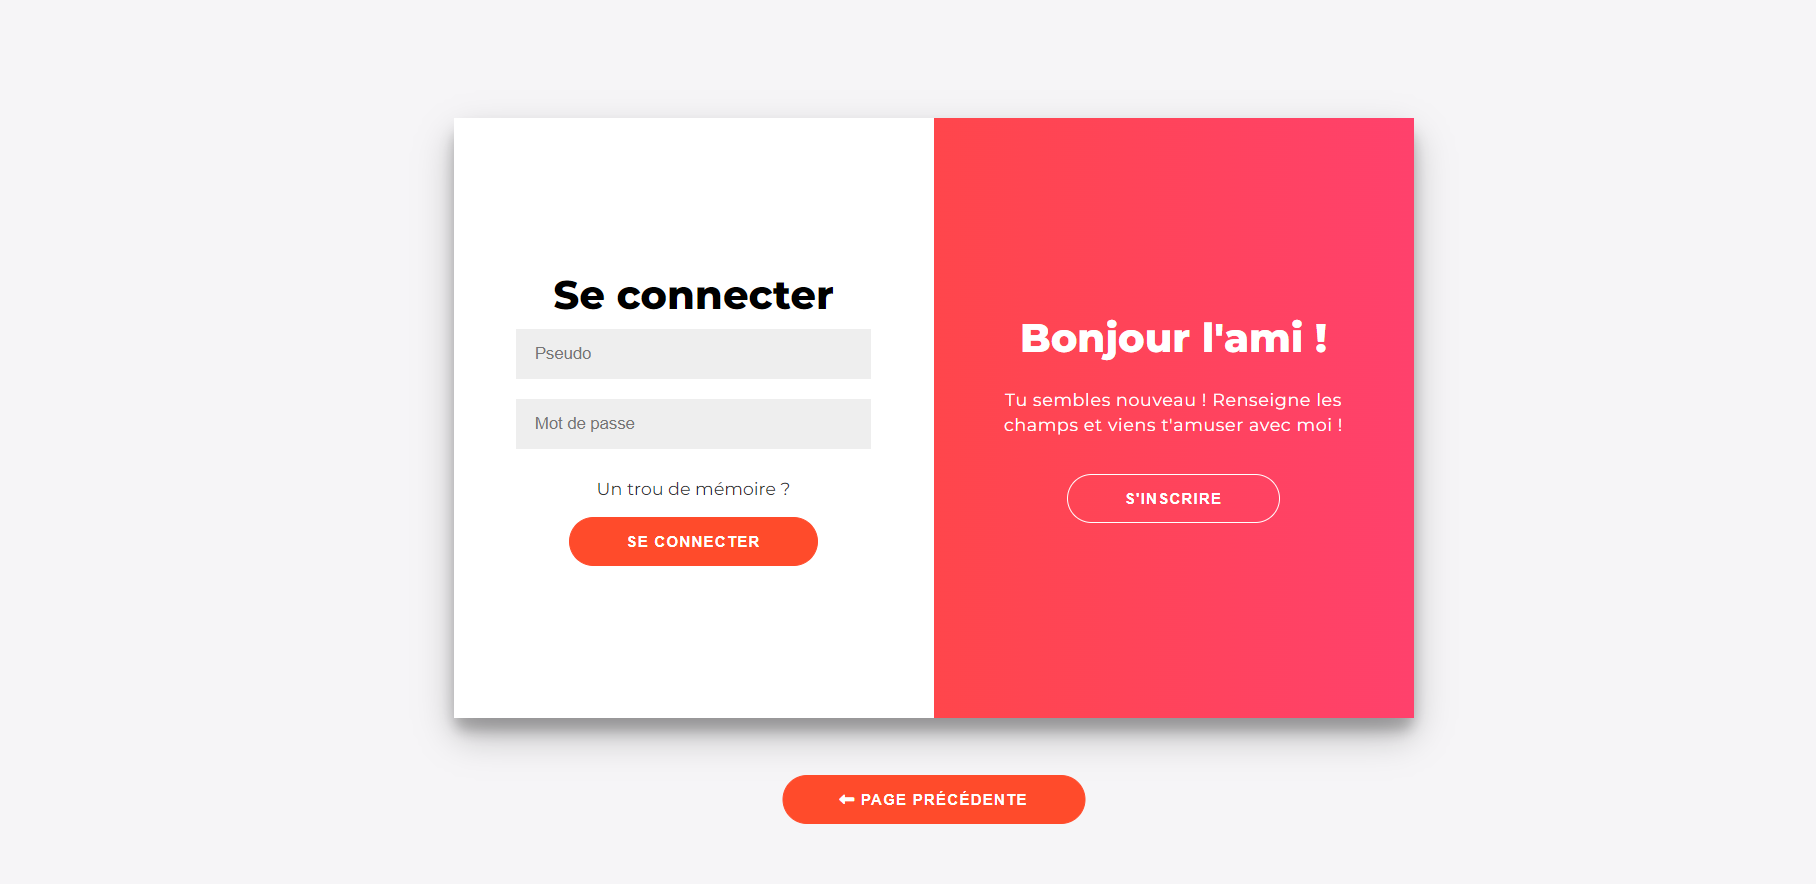 Se connecter
Pseudo
Mot de passe
Un trou de mémoire ?
SE CONNECTER
Bonjour l'ami !
Tu sembles nouveau ! Renseigne les
champs et viens t'amuser avec moi !
S'INSCRIRE
PAGE PRÉCÉDENTE